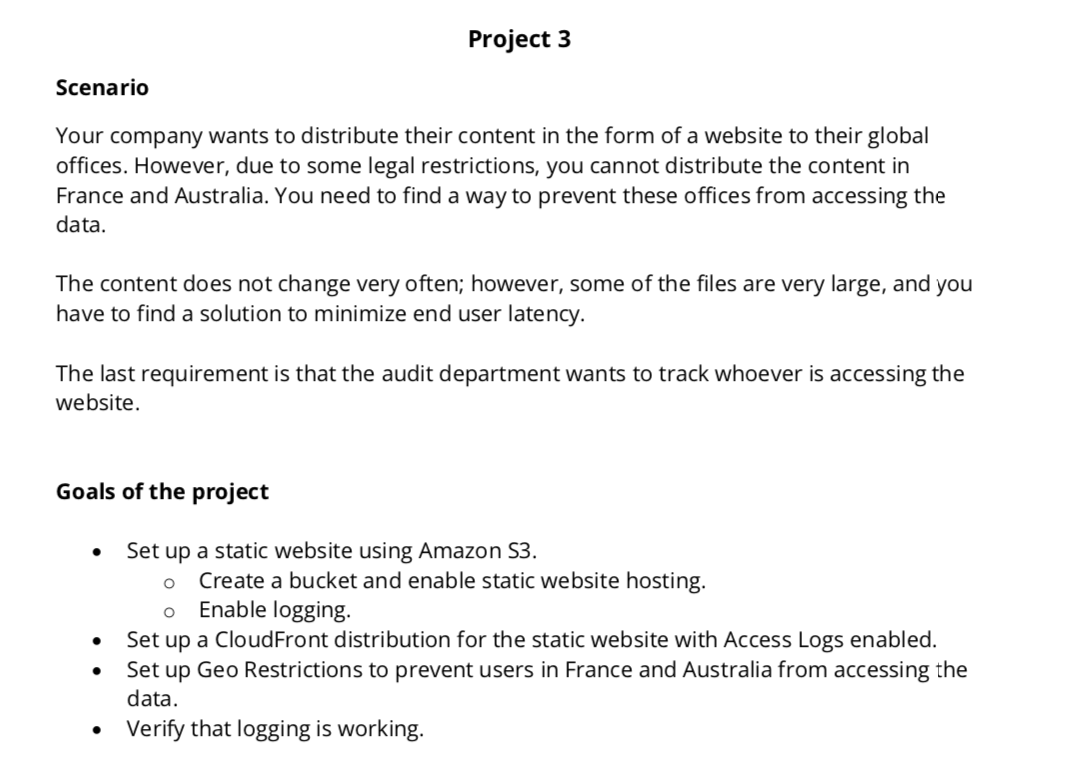 Project 3
Scenario
Your company wants to distribute their content in the form of a website to their global
offices. However, due to some legal restrictions, you cannot distribute the content in
France and Australia. You need to find a way to prevent these offices from accessing the
data.
The content does not change very often; however, some of the files are very large, and you
have to find a solution to minimize end user latency.
The last requirement is that the audit department wants to track whoever is accessing the
website.
Goals of the project
• Set up a static website using Amazon S3.
o Create a bucket and enable static website hosting.
o Enable logging.
• Set up a CloudFront distribution for the static website with Access Logs enabled.
• Set up Geo Restrictions to prevent users in France and Australia from accessing the
data.
• Verify that logging is working.